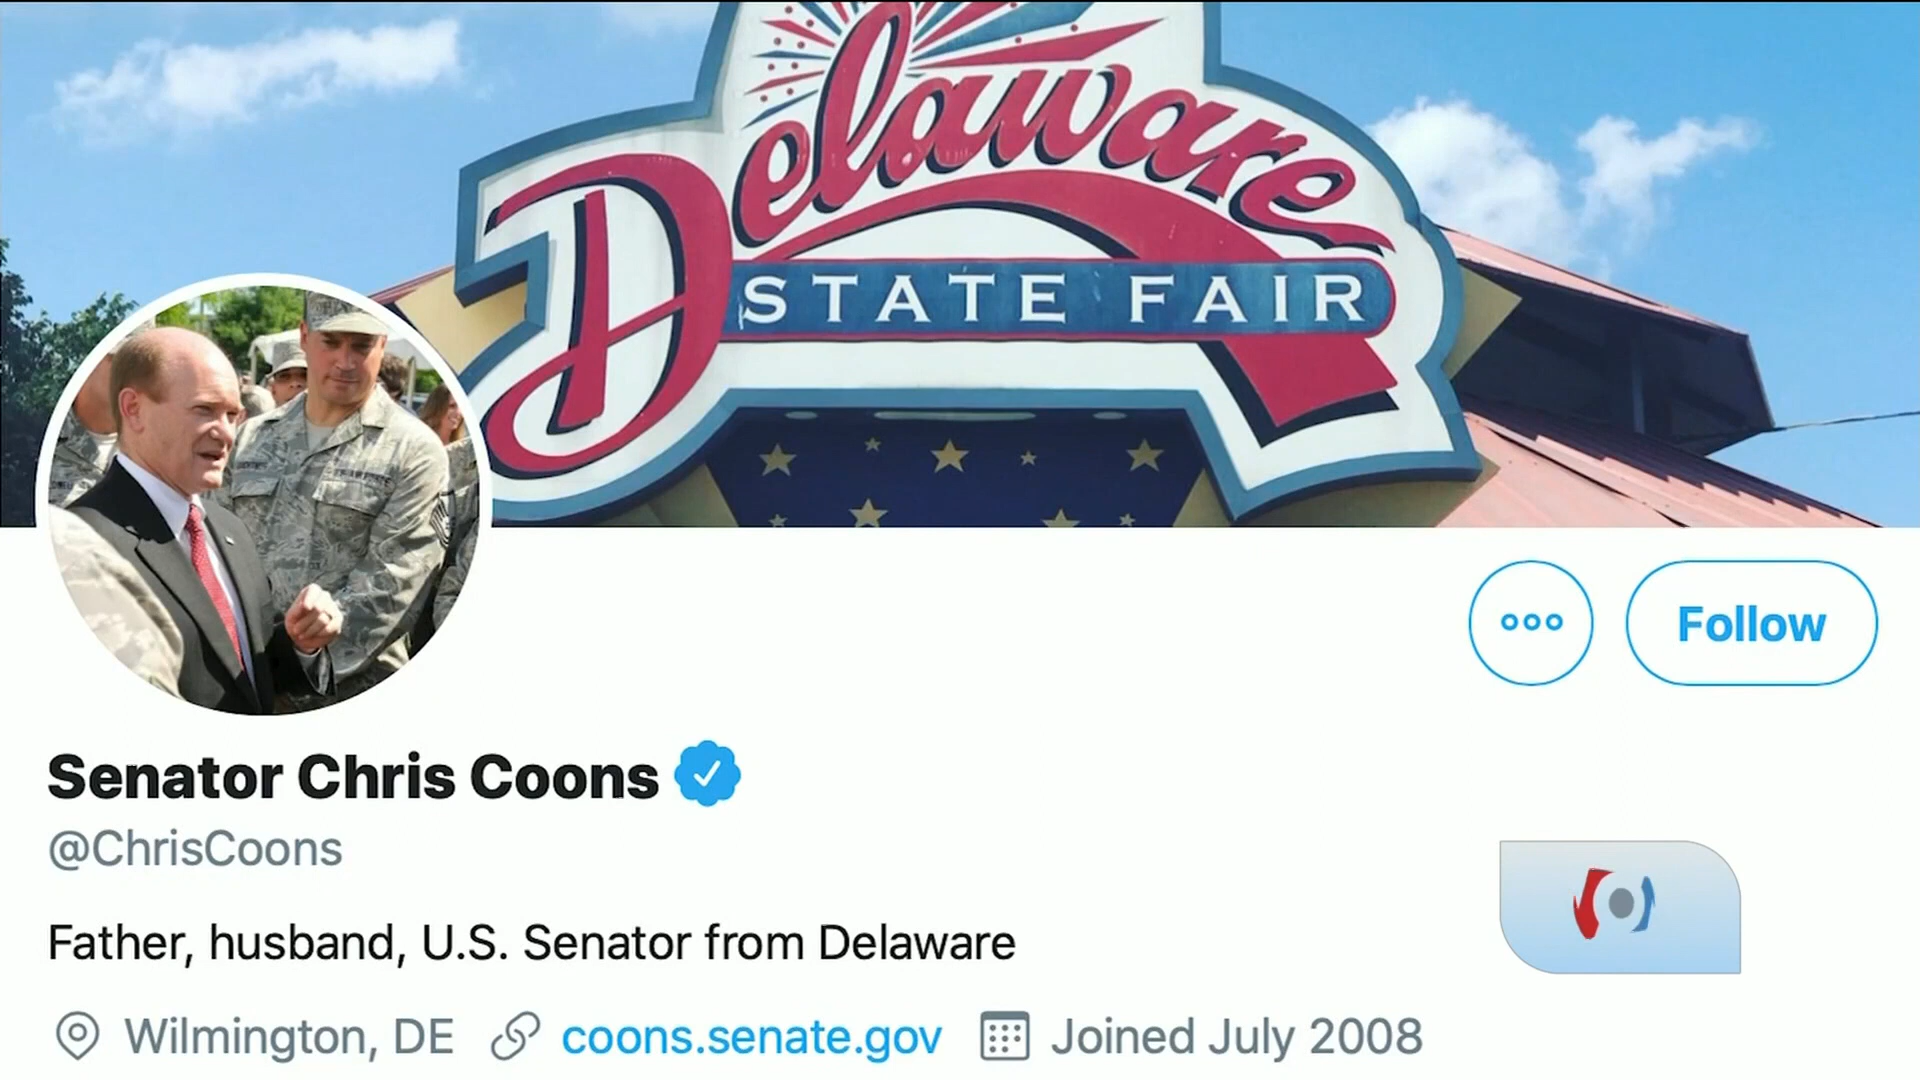 Delaware
STATE FAIR
Senator Chris Coons
@ChrisCoons
Father, husband, U.S. Senator from Delaware
Wilmington, DE coons.senate.gov Joined July 2008
Follow